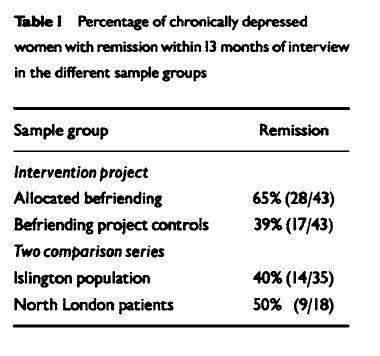 Table 1 Percentage of chronically depressed
women with remission within 13 months of interview
in the different sample groups
Sample group Remission
Intervention project
Allocated befriending 65% (28/43)
Befriending project controls 39% (17/43)
Two comparison series
Islington population 40% (14/35)
North London patients 50% (9/18)